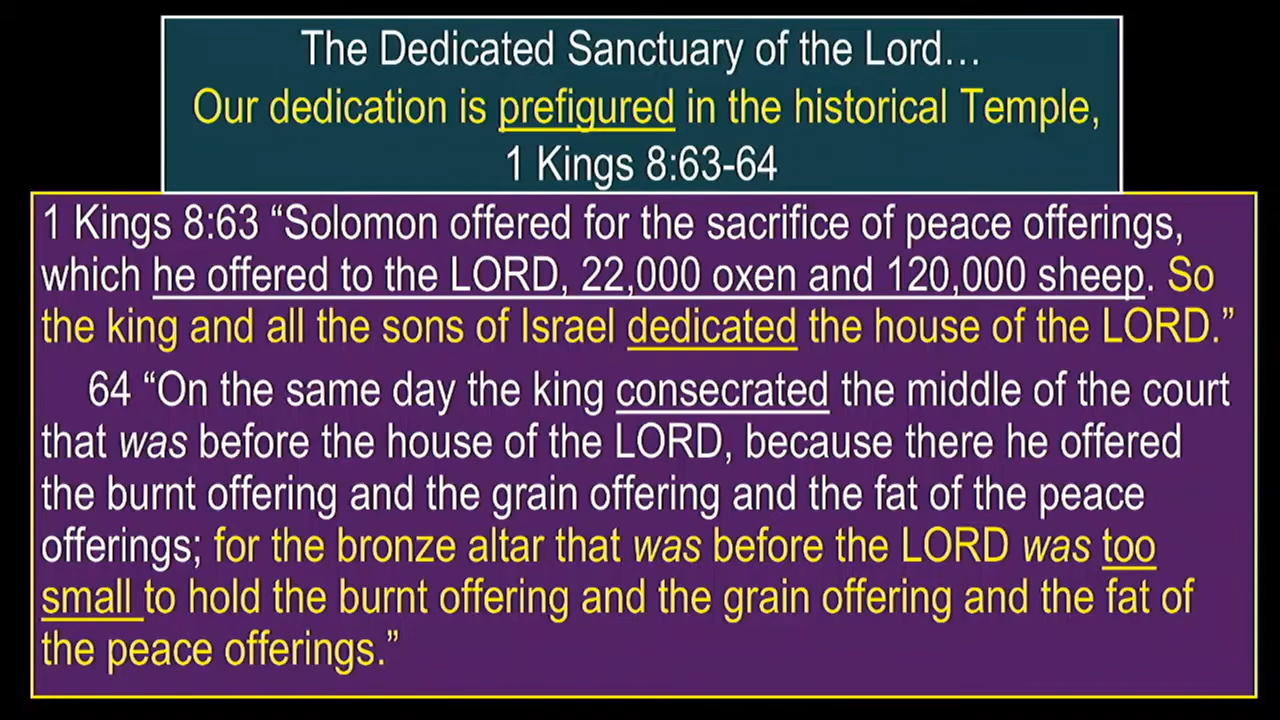 The Dedicated Sanctuary of the Lord…
Our dedication is prefigured in the historical Temple,
1 Kings 8:63-64
1 Kings 8:63 “Solomon offered for the sacrifice of peace offerings,
which he offered to the LORD, 22,000 oxen and 120,000 sheep. So
the king and all the sons of Israel dedicated the house of the LORD.”
64 “On the same day the king consecrated the middle of the court
that was before the house of the LORD, because there he offered
the burnt offering and the grain offering and the fat of the peace
offerings; for the bronze altar that was before the LORD was too
small to hold the burnt offering and the grain offering and the fat of
the peace offerings.”